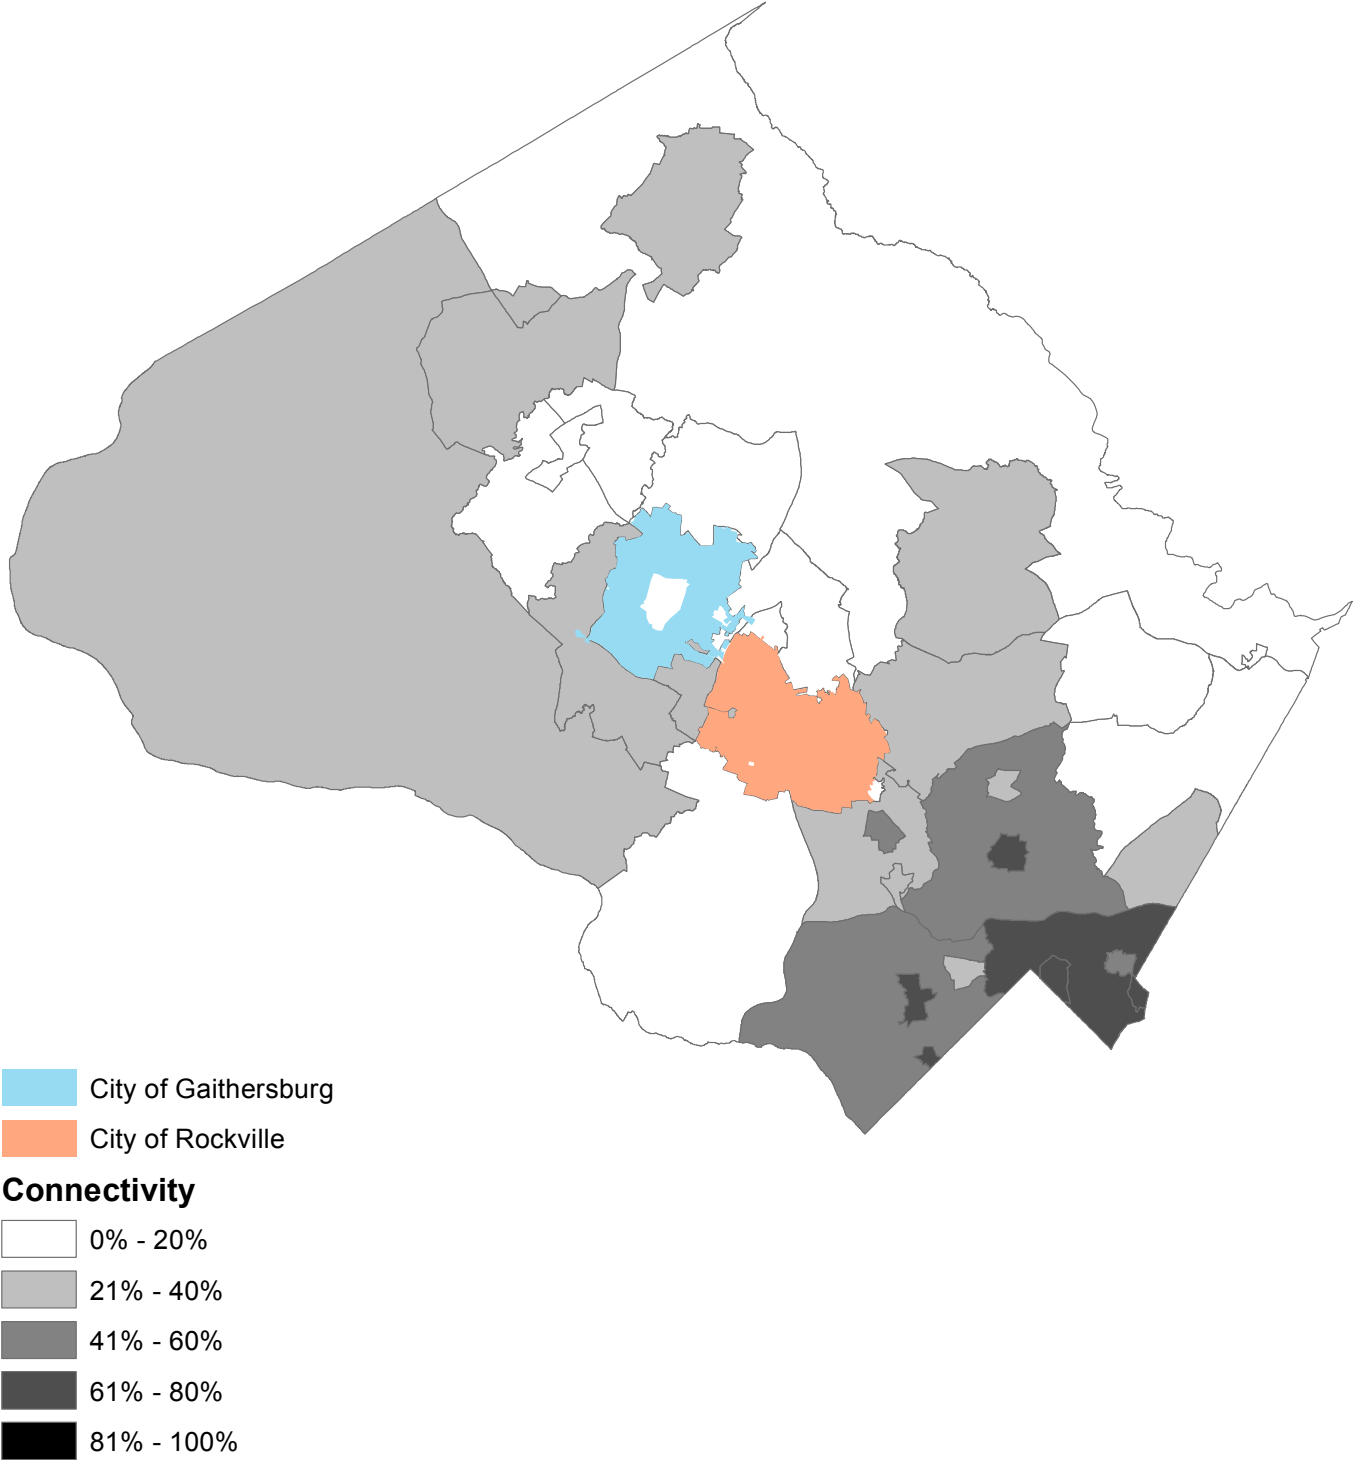 City of Gaithersburg
City of Rockville
Connectivity
0% - 20%
21% - 40%
41% - 60%
61% - 80%
81% - 100%